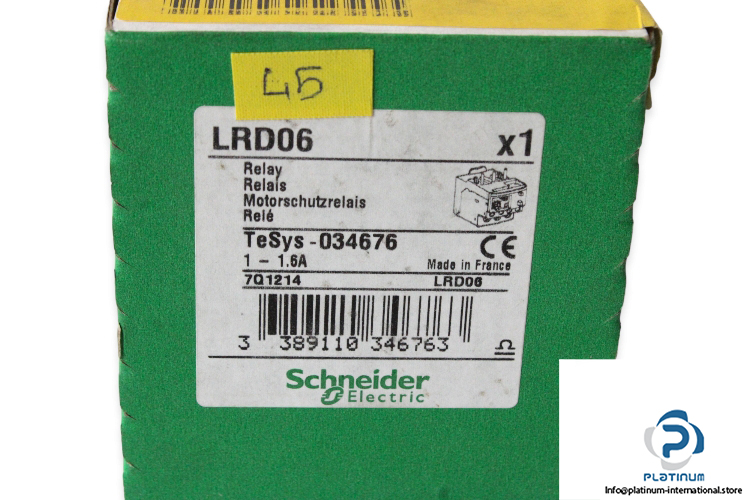 45
LRD06 x1
Relay
Relais
Motorschutzrelais
Relé
TeSys - 034676
1 - 1.6A Made in France
7Q1214 LRD06
3 389110 346763
Schneider
Electric
PLATINUM
Info@platinum-international.store